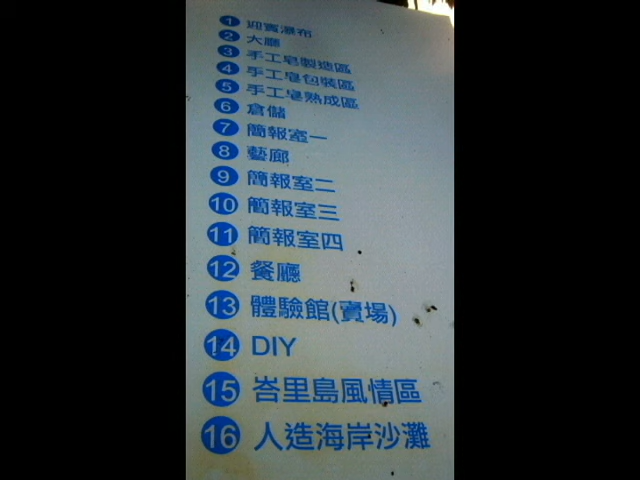 1 迎賓瀑布
2 大廳
3 手工皂製造區
4 手工皂包裝區
5 手工皂熟成區
6 倉儲
7 簡報室一
8 藝廊
9 簡報室二
10 簡報室三
11 簡報室四
12 餐廳
13 體驗館(賣場)
14 DIY
15 峇里島風情區
16 人造海岸沙灘